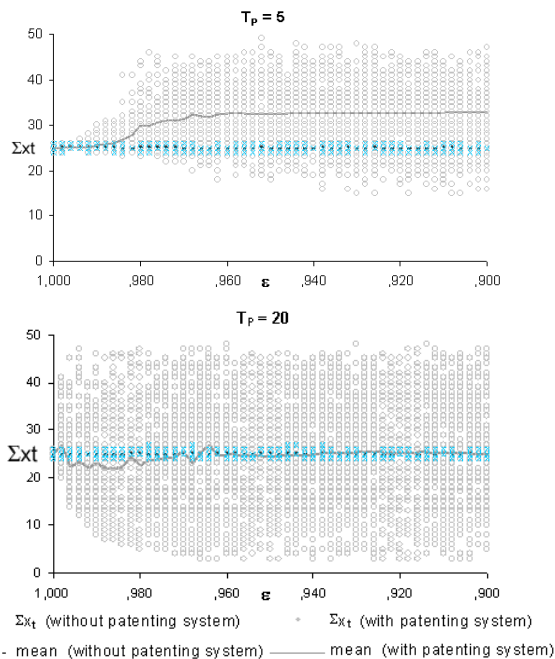 T_P = 5
50
40
30
Σxt
20
10
0
1,000 ,980 ,960 ε ,940 ,920 ,900
T_P = 20
50
40
30
Σxt
20
10
0
1,000 ,980 ,960 ε ,940 ,920 ,900
Σx_t (without patenting system) Σx_t (with patenting system)
- mean (without patenting system) mean (with patenting system)